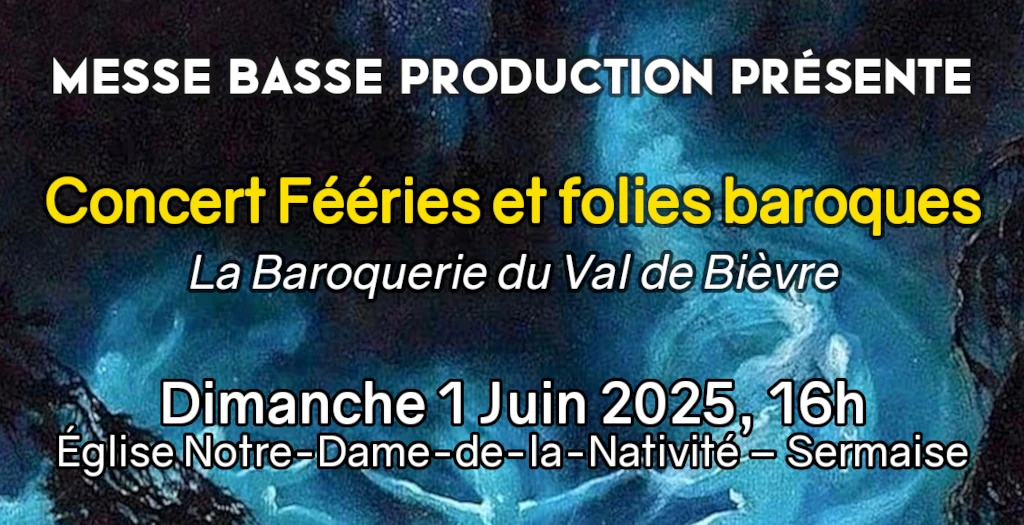 MESSE BASSE PRODUCTION PRÉSENTE
Concert Fééries et folies baroques
La Baroquerie du Val de Bièvre
Dimanche 1 Juin 2025, 16h
Église Notre-Dame-de-la-Nativité – Sermaise